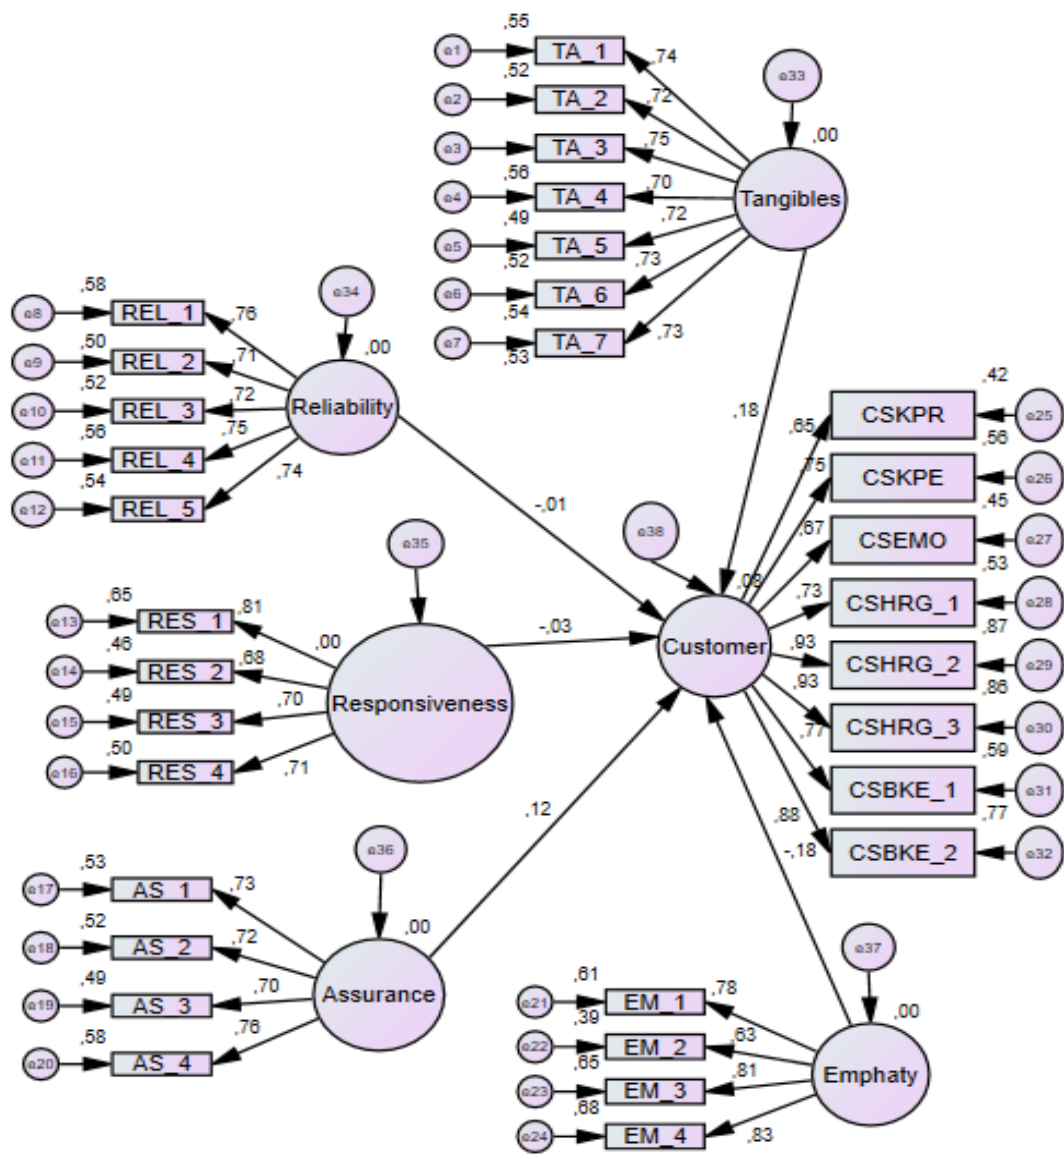 ,55
e1
TA_1
,74
,52
e2
TA_2
,72
e3
TA_3
,75
,56
e4
TA_4
,70
,49
e5
TA_5
,72
,52
e6
TA_6
,73
,54
e7
TA_7
,73
,53
e33
,00
Tangibles
,18
,58
e8
REL_1
,76
,50
e9
REL_2
,71
,52
e10
REL_3
,72
,56
e11
REL_4
,75
,54
e12
REL_5
,74
e34
,00
Reliability
-,01
,65
e13
RES_1
,81
,46
e14
RES_2
,68
,49
e15
RES_3
,70
,50
e16
RES_4
,71
e35
,00
Responsiveness
-,03
,53
e17
AS_1
,73
,52
e18
AS_2
,72
,49
e19
AS_3
,70
,58
e20
AS_4
,76
e36
,00
Assurance
,12
e38
,08
Customer
,65
CSKPR
,42
e25
,75
CSKPE
,56
e26
,67
CSEMO
,45
e27
,73
CSHRG_1
,53
e28
,93
CSHRG_2
,87
e29
,93
CSHRG_3
,86
e30
,77
CSBKE_1
,59
e31
,88
CSBKE_2
,77
e32
-,18
,61
e21
EM_1
,78
,39
e22
EM_2
,63
,65
e23
EM_3
,81
,68
e24
EM_4
,83
e37
,00
Emphaty